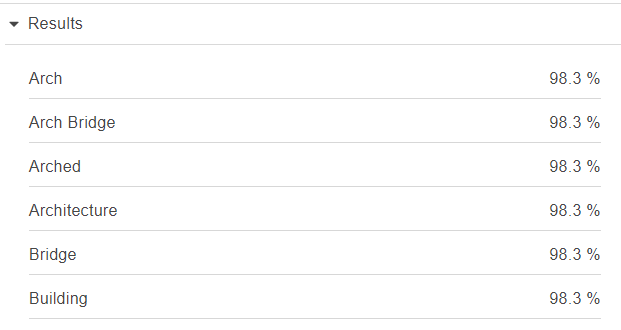 Results
Arch 98.3 %
Arch Bridge 98.3 %
Arched 98.3 %
Architecture 98.3 %
Bridge 98.3 %
Building 98.3 %